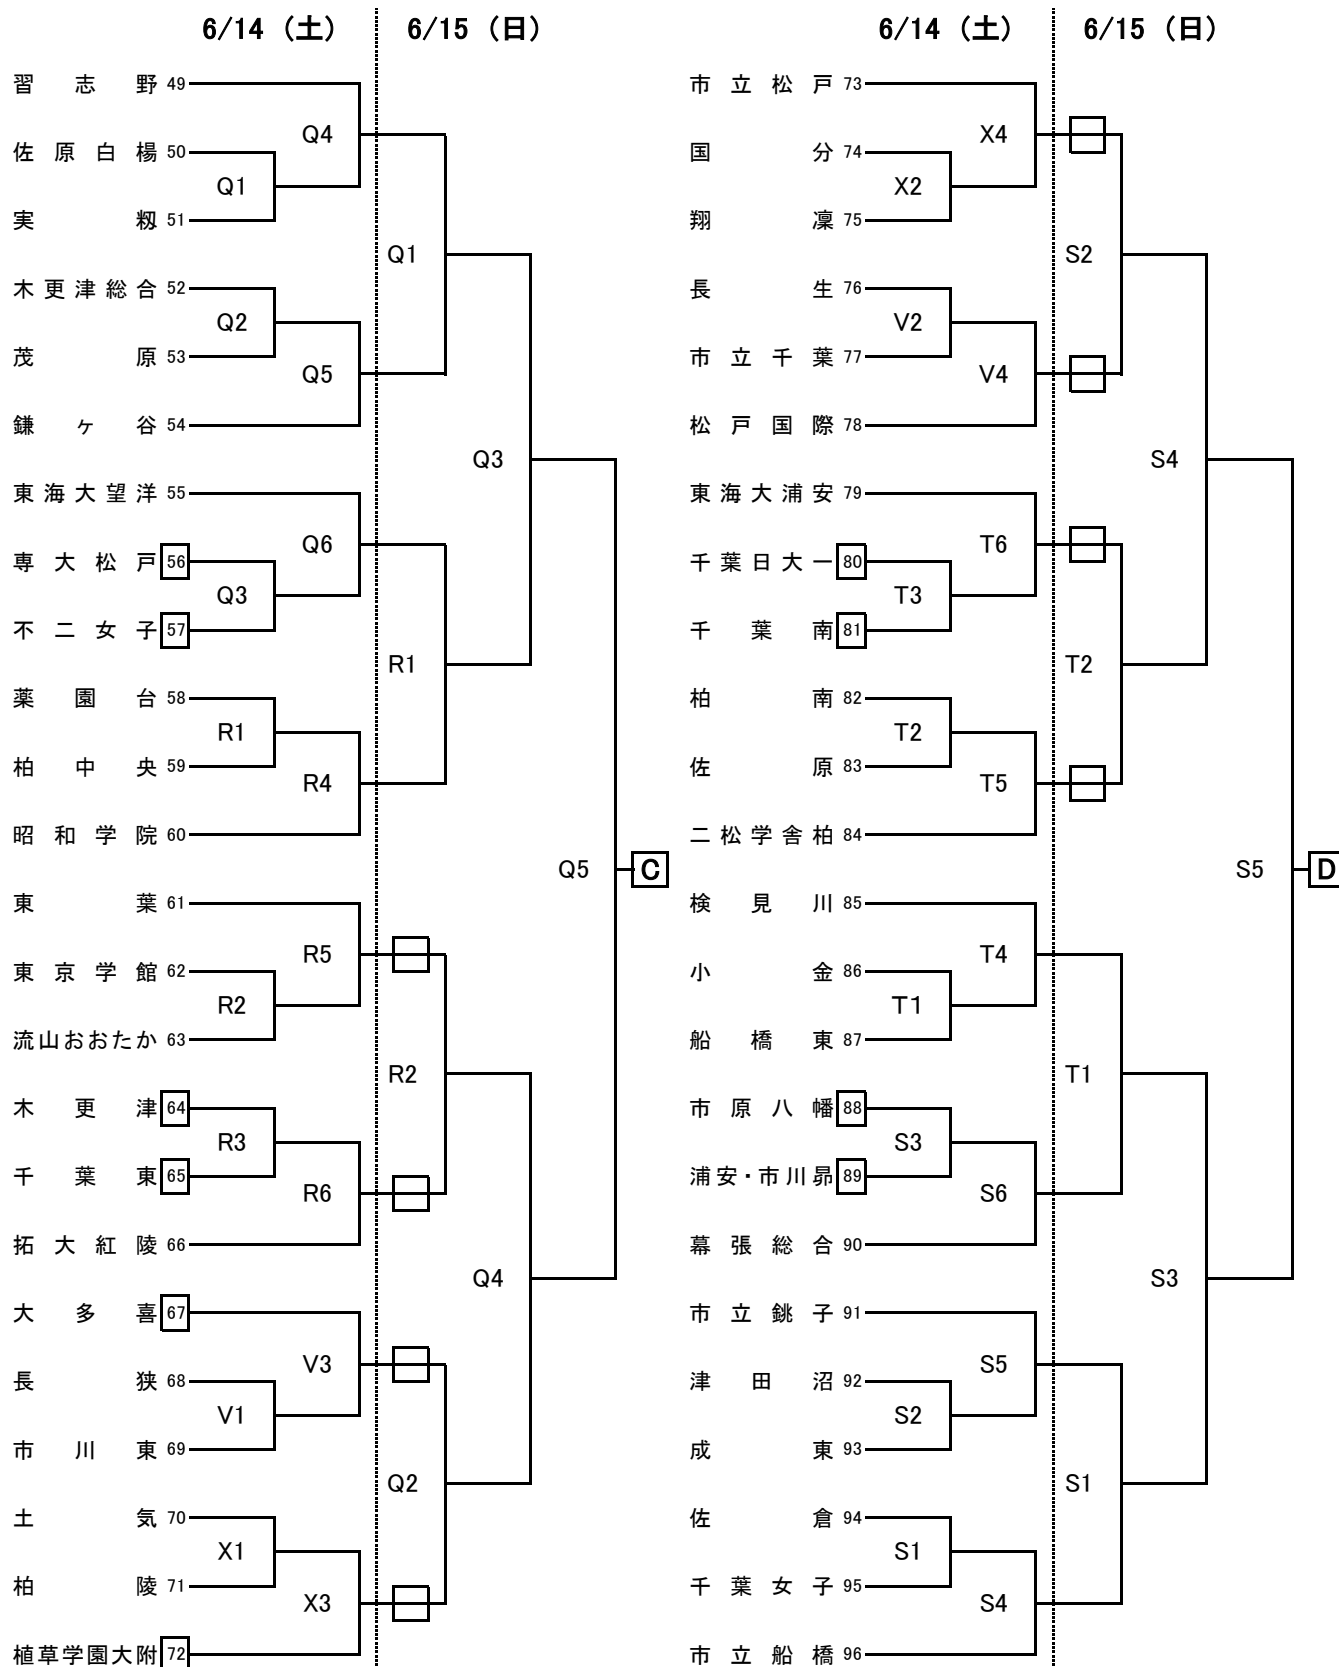 6/14（土） 6/15（日）
習志野 49
Q4
佐原白楊 50
Q1
実籾 51
Q1
木更津総合 52
Q2
茂原 53
Q5
鎌ヶ谷 54
Q3
東海大望洋 55
Q6
専大松戸 56
Q3
不二女子 57
R1
薬園台 58
R1
柏中央 59
R4
昭和学院 60
Q5 C
東葉 61
R5
東京学館 62
R2
流山おおたか 63
R2
木更津 64
R3
千葉東 65
R6
拓大紅陵 66
Q4
大多喜 67
V3
長狭 68
V1
市川東 69
Q2
土気 70
X1
柏陵 71
X3
植草学園大附 72
6/14（土） 6/15（日）
市立松戸 73
X4
国分 74
X2
翔凜 75
S2
長生 76
V2
市立千葉 77
V4
松戸国際 78
S4
東海大浦安 79
T6
千葉日大一 80
T3
千葉南 81
T2
柏南 82
T2
佐原 83
T5
二松学舎柏 84
S5 D
検見川 85
T4
小金 86
T1
船橋東 87
T1
市原八幡 88
S3
浦安・市川昴 89
S6
幕張総合 90
S3
市立銚子 91
S5
津田沼 92
S2
成東 93
S1
佐倉 94
S1
千葉女子 95
S4
市立船橋 96